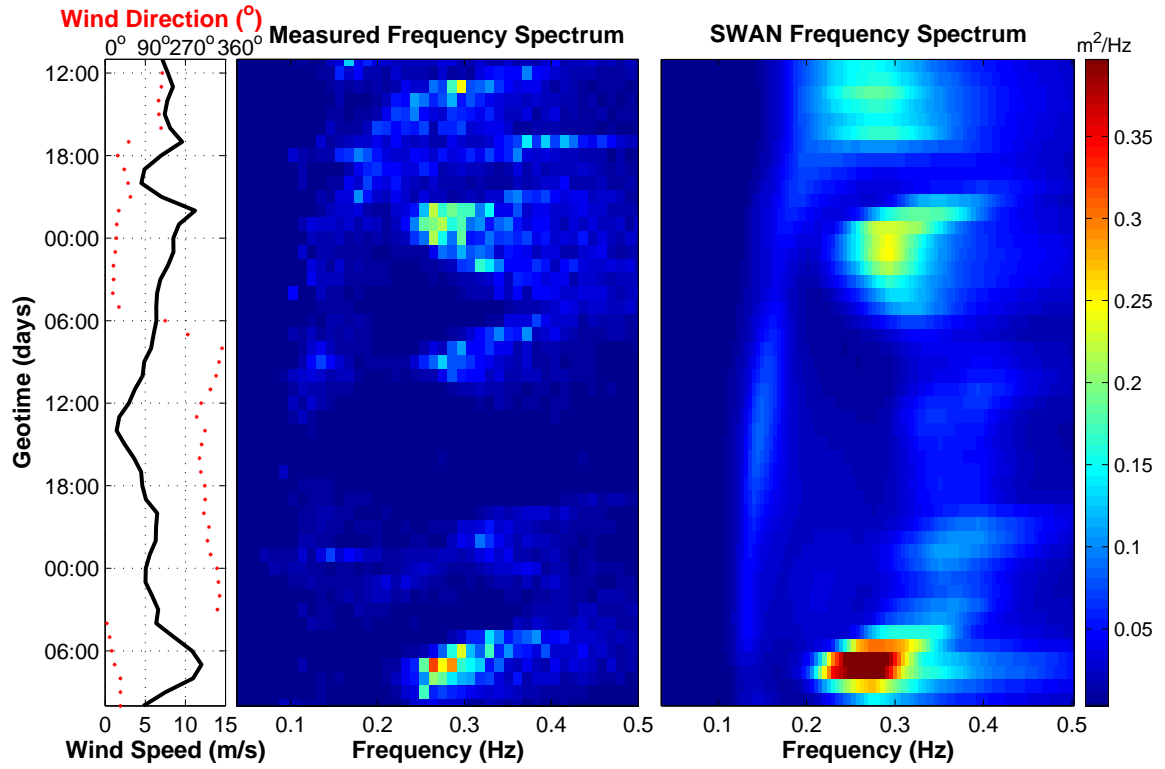 Wind Direction (°)
0° 90° 270° 360°
Measured Frequency Spectrum
SWAN Frequency Spectrum
m²/Hz
Geotime (days)
12:00
18:00
00:00
06:00
12:00
18:00
00:00
06:00
0 5 10 15
Wind Speed (m/s)
0.1 0.2 0.3 0.4 0.5
Frequency (Hz)
0.1 0.2 0.3 0.4 0.5
Frequency (Hz)
0.35
0.3
0.25
0.2
0.15
0.1
0.05